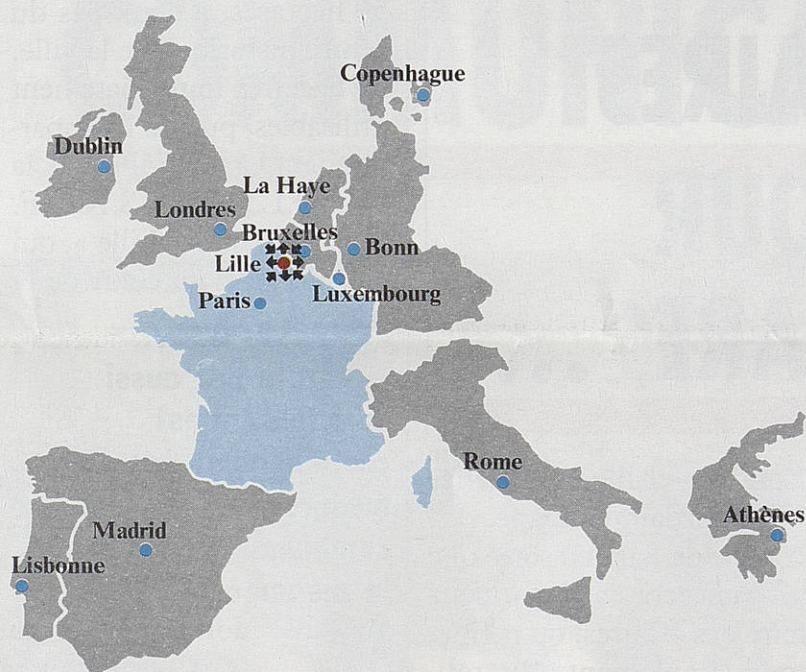 Copenhague
Dublin
La Haye
Londres
Bruxelles
Bonn
Lille
Luxembourg
Paris
Rome
Athènes
Madrid
Lisbonne